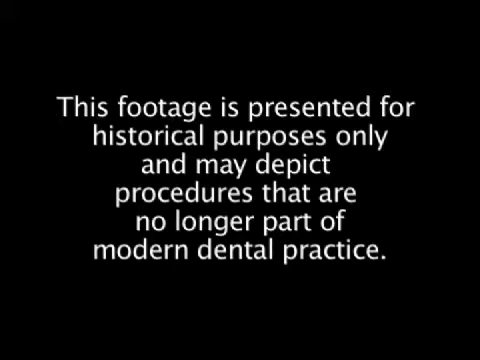 This footage is presented for
historical purposes only
and may depict
procedures that are
no longer part of
modern dental practice.